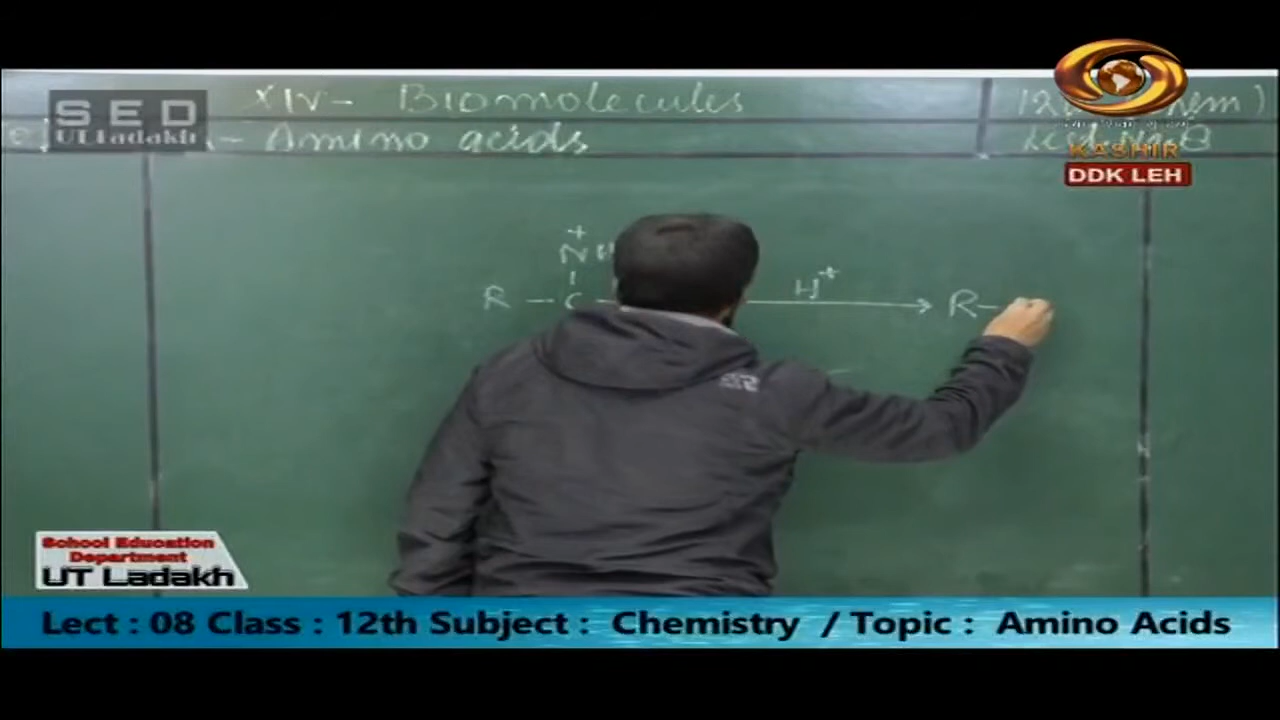 SED
UT Ladakh
XIV- Biomolecules
- Amino acids
KASHIR
DDK LEH
+
N
R - C -
H+
R-
School Education
Department
UT Ladakh
Lect : 08 Class : 12th Subject : Chemistry / Topic : Amino Acids